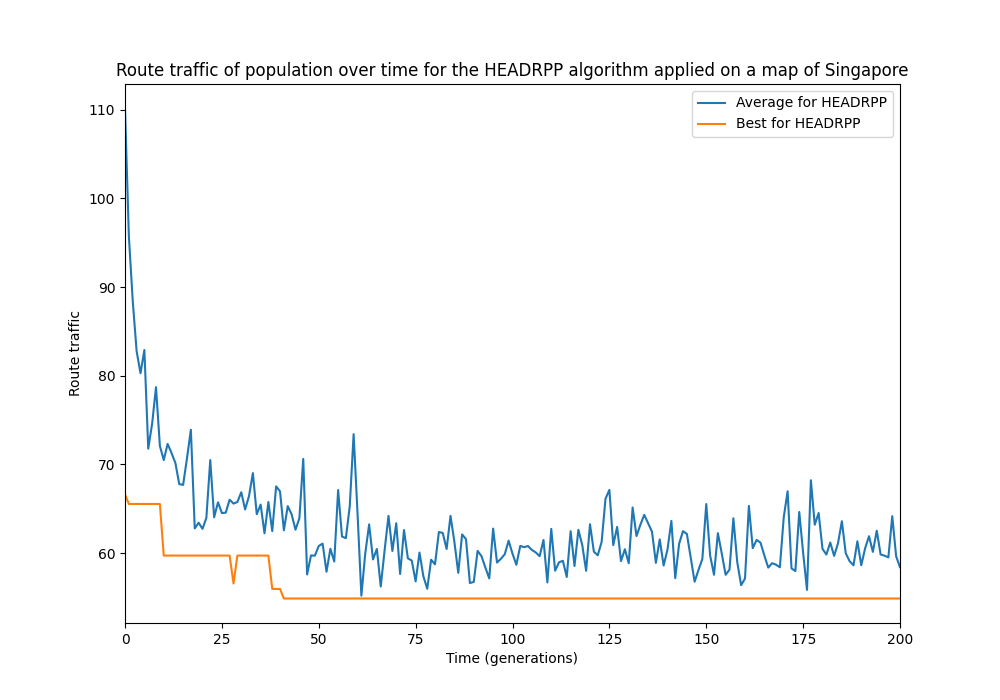 Route traffic of population over time for the HEADRPP algorithm applied on a map of Singapore
Average for HEADRPP
Best for HEADRPP
110
100
90
80
70
60
Route traffic
0 25 50 75 100 125 150 175 200
Time (generations)